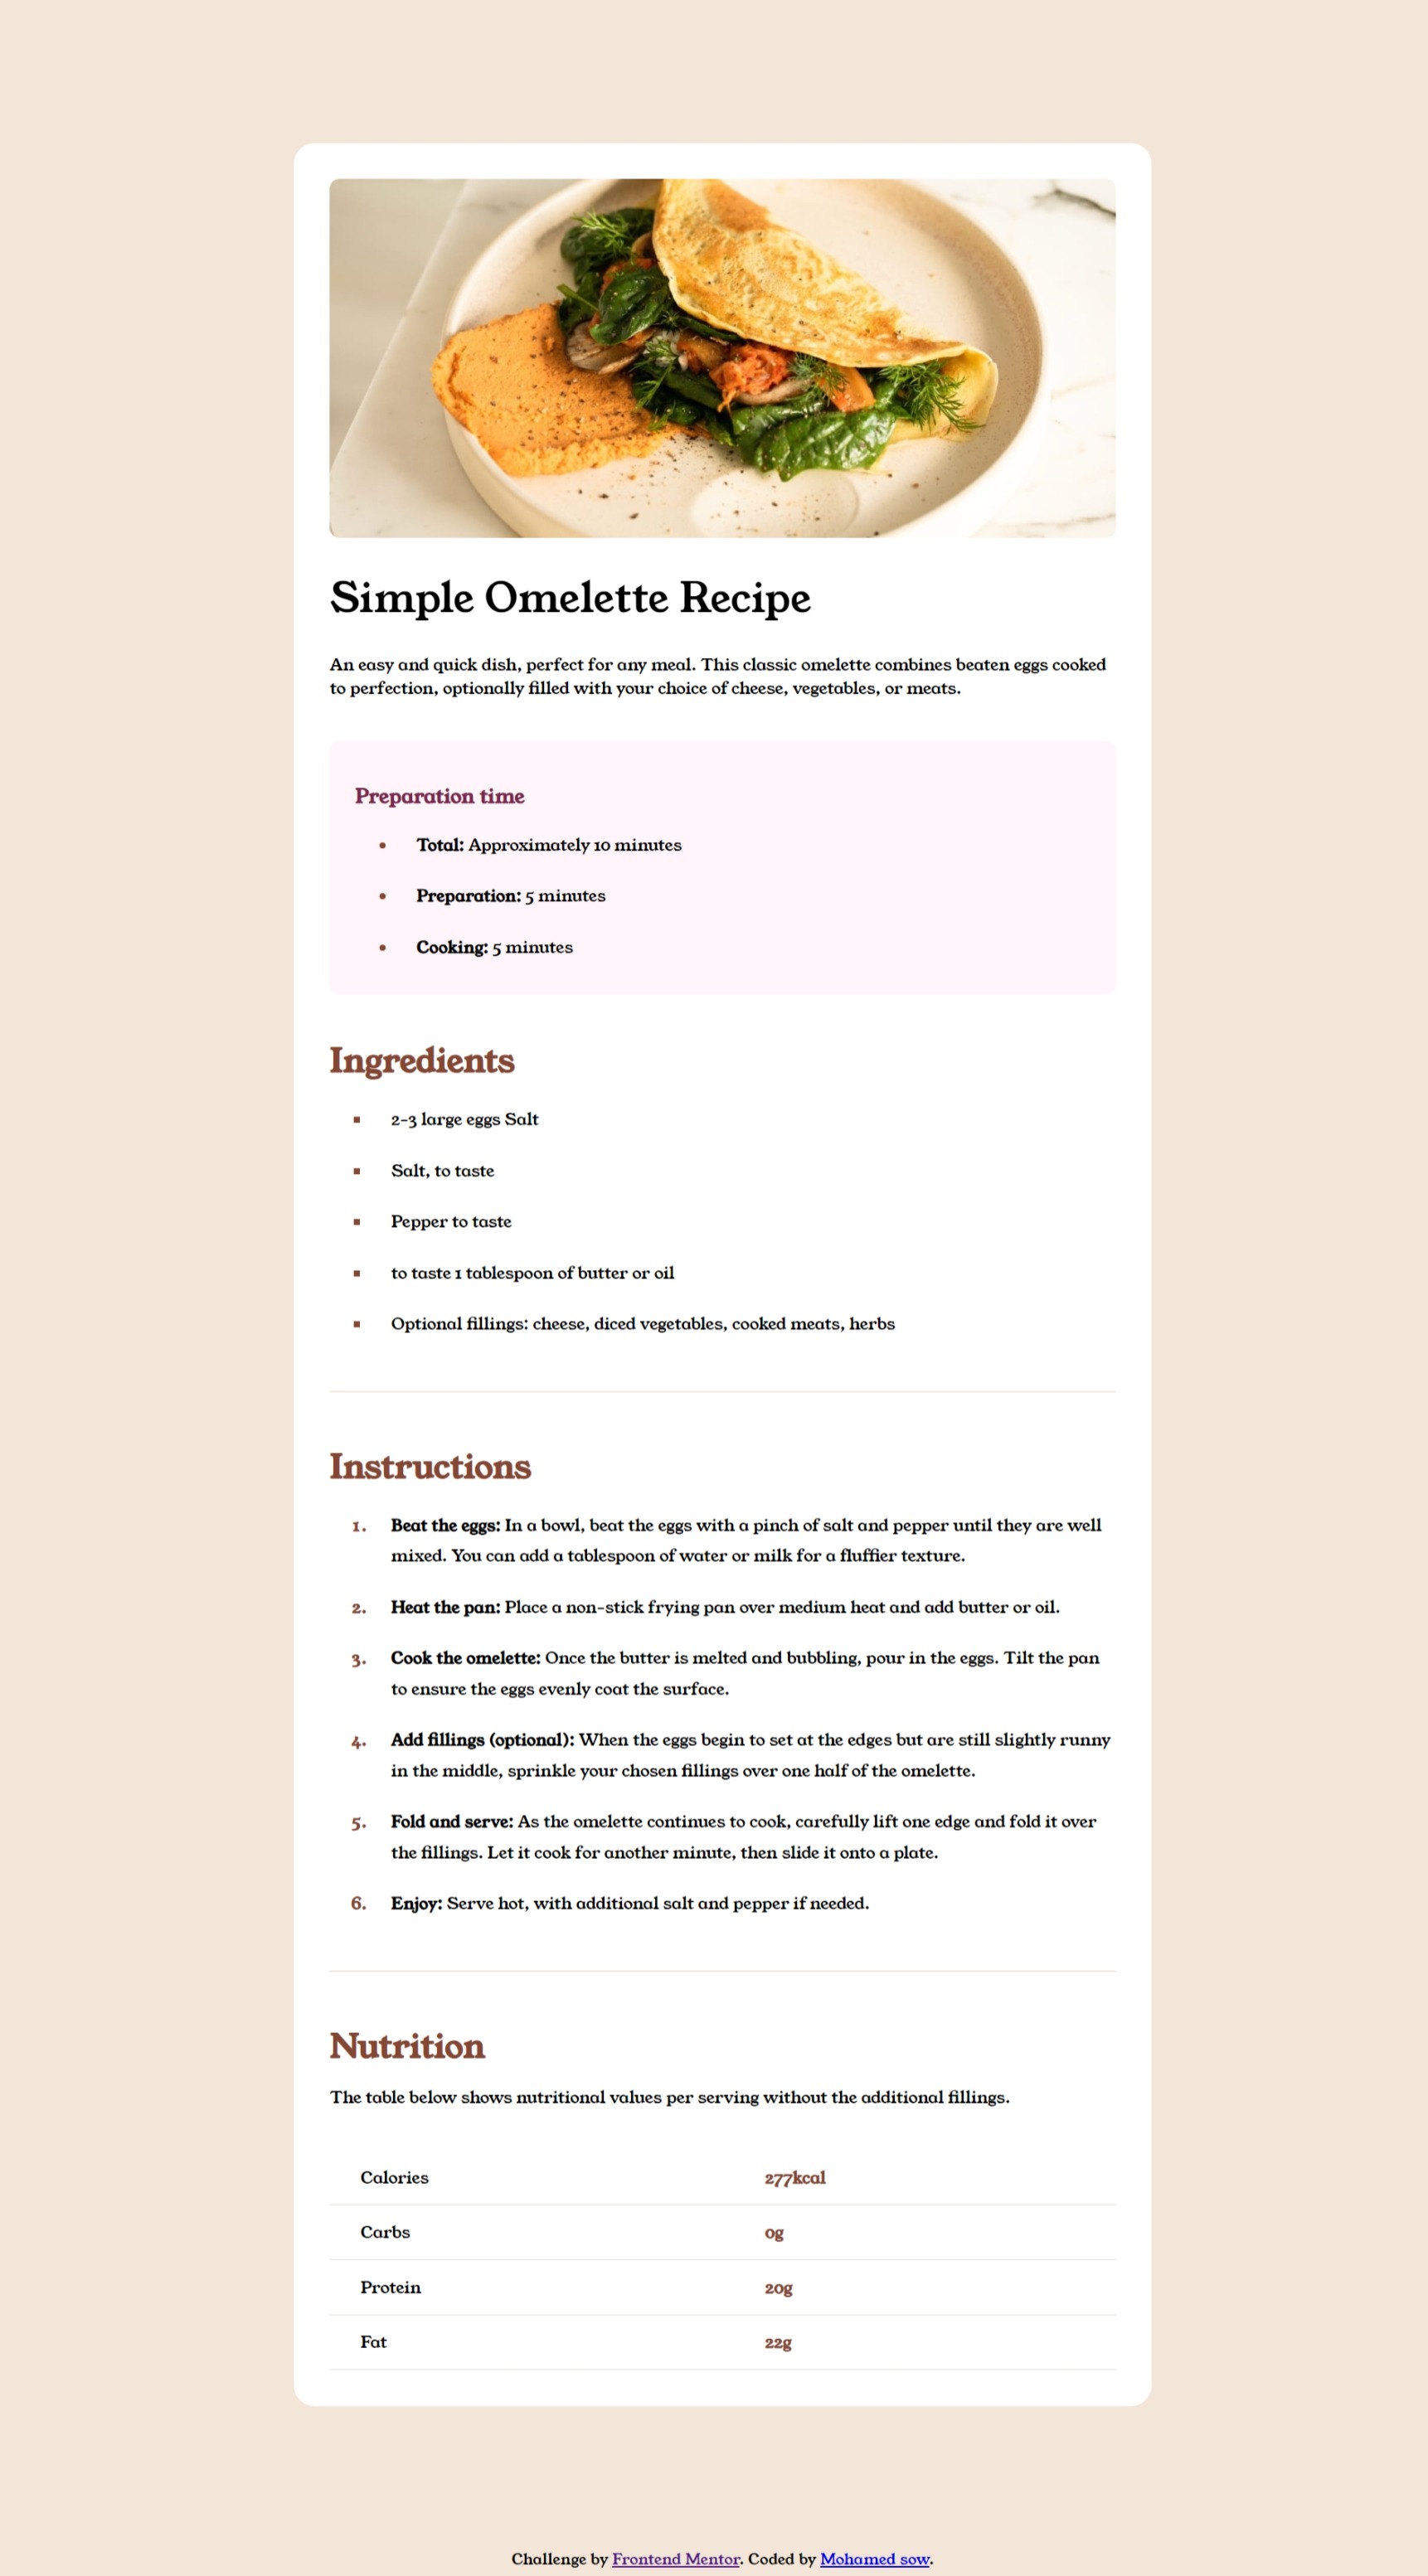 Simple Omelette Recipe
An easy and quick dish, perfect for any meal. This classic omelette combines beaten eggs cooked
to perfection, optionally filled with your choice of cheese, vegetables, or meats.
Preparation time
• Total: Approximately 10 minutes
• Preparation: 5 minutes
• Cooking: 5 minutes
Ingredients
▪ 2-3 large eggs Salt
▪ Salt, to taste
▪ Pepper to taste
▪ to taste 1 tablespoon of butter or oil
▪ Optional fillings: cheese, diced vegetables, cooked meats, herbs
Instructions
1. Beat the eggs: In a bowl, beat the eggs with a pinch of salt and pepper until they are well
mixed. You can add a tablespoon of water or milk for a fluffier texture.
2. Heat the pan: Place a non-stick frying pan over medium heat and add butter or oil.
3. Cook the omelette: Once the butter is melted and bubbling, pour in the eggs. Tilt the pan
to ensure the eggs evenly coat the surface.
4. Add fillings (optional): When the eggs begin to set at the edges but are still slightly runny
in the middle, sprinkle your chosen fillings over one half of the omelette.
5. Fold and serve: As the omelette continues to cook, carefully lift one edge and fold it over
the fillings. Let it cook for another minute, then slide it onto a plate.
6. Enjoy: Serve hot, with additional salt and pepper if needed.
Nutrition
The table below shows nutritional values per serving without the additional fillings.
Calories 277kcal
Carbs 0g
Protein 20g
Fat 22g
Challenge by Frontend Mentor. Coded by Mohamed sow.